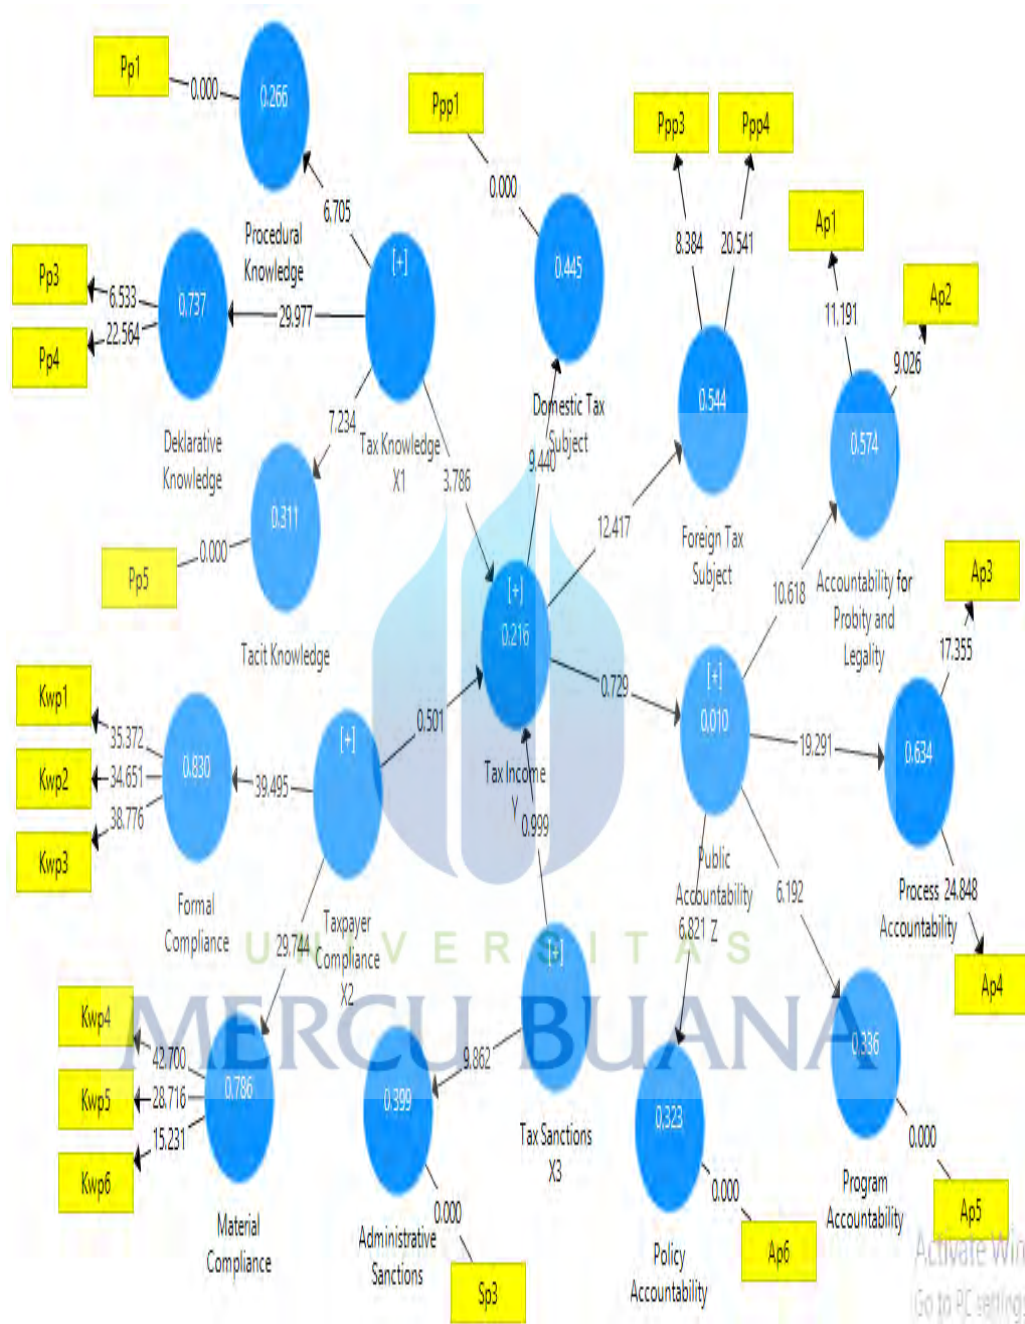 Pp1
0.000
0.266
Procedural
Knowledge
6.705
Pp3
6.533
Pp4
22.564
0.737
Deklarative
Knowledge
29.977
[+]
Tax Knowledge
X1
7.234
0.311
Tacit Knowledge
Pp5
0.000
3.786
Ppp1
0.000
0.445
Domestic Tax
Subject
9.440
Ppp3
Ppp4
8.384
20.541
0.544
Foreign Tax
Subject
12.417
Ap1
Ap2
11.191
9.026
0.574
Accountability for
Probity and
Legality
10.618
Ap3
17.355
0.634
Process
Accountability
24.848
Ap4
19.291
[+]
0.216
Tax Income
Y
0.729
[+]
0.010
Public
Accountability
Z
6.821
6.192
Kwp1
35.372
Kwp2
34.651
Kwp3
38.776
0.830
Formal
Compliance
39.495
[+]
Taxpayer
Compliance
X2
0.501
29.744
Kwp4
42.700
Kwp5
28.716
Kwp6
15.231
0.786
Material
Compliance
0.999
[+]
Tax Sanctions
X3
9.862
0.399
Administrative
Sanctions
0.000
Sp3
0.323
Policy
Accountability
0.000
Ap6
0.336
Program
Accountability
0.000
Ap5
UNIVERSITAS
MERCU BUANA
Activate Win
Go to PC settings